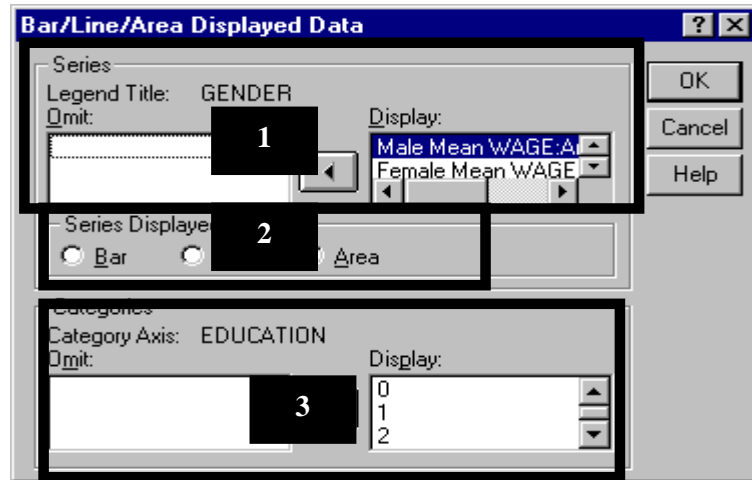 Bar/Line/Area Displayed Data
Series
Legend Title: GENDER
Omit:
Display:
1
Male Mean WAGE:A
Female Mean WAGE
OK
Cancel
Help
Series Displaye
2
Bar
Area
Categories
Category Axis: EDUCATION
Omit:
Display:
3
0
1
2